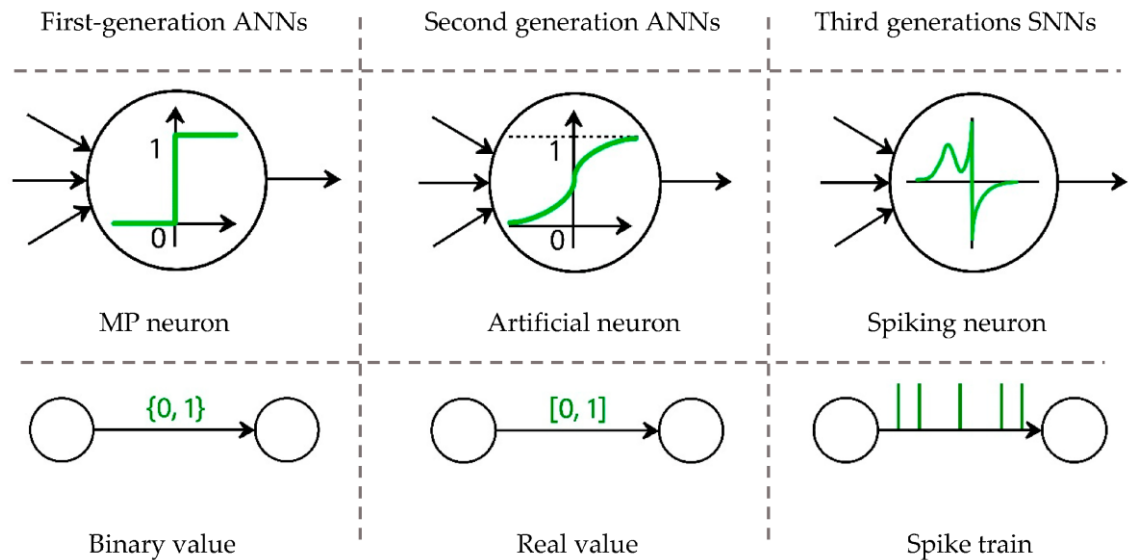 First-generation ANNs
Second generation ANNs
Third generations SNNs
1
0
1
0
MP neuron
Artificial neuron
Spiking neuron
{0, 1}
[0, 1]
Binary value
Real value
Spike train